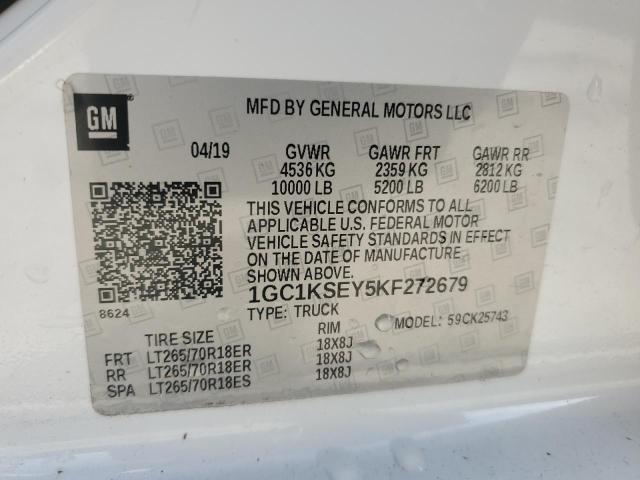 GM
MFD BY GENERAL MOTORS LLC
04/19 GVWR GAWR FRT GAWR RR
4536 KG 2359 KG 2812 KG
10000 LB 5200 LB 6200 LB
THIS VEHICLE CONFORMS TO ALL
APPLICABLE U.S. FEDERAL MOTOR
VEHICLE SAFETY STANDARDS IN EFFECT
ON THE DATE OF MANUFACTURE
SHOWN ABOVE.
1GC1KSEY5KF272679
8624
TYPE: TRUCK MODEL: 59CK25743
TIRE SIZE RIM
FRT LT265/70R18ER 18X8J
RR LT265/70R18ER 18X8J
SPA LT265/70R18ES 18X8J